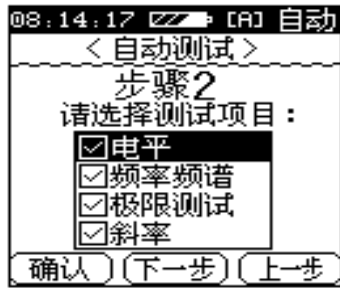 08:14:17 [A] 自动
<自动测试>
步骤2
请选择测试项目：
电平
频率频谱
极限测试
斜率
确认 下一步 上一步